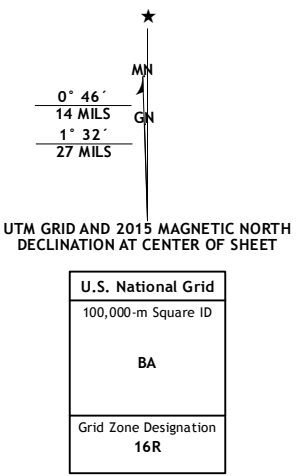 MN
0° 46´
14 MILS
GN
1° 32´
27 MILS
UTM GRID AND 2015 MAGNETIC NORTH
DECLINATION AT CENTER OF SHEET
U.S. National Grid
100,000-m Square ID
BA
Grid Zone Designation
16R